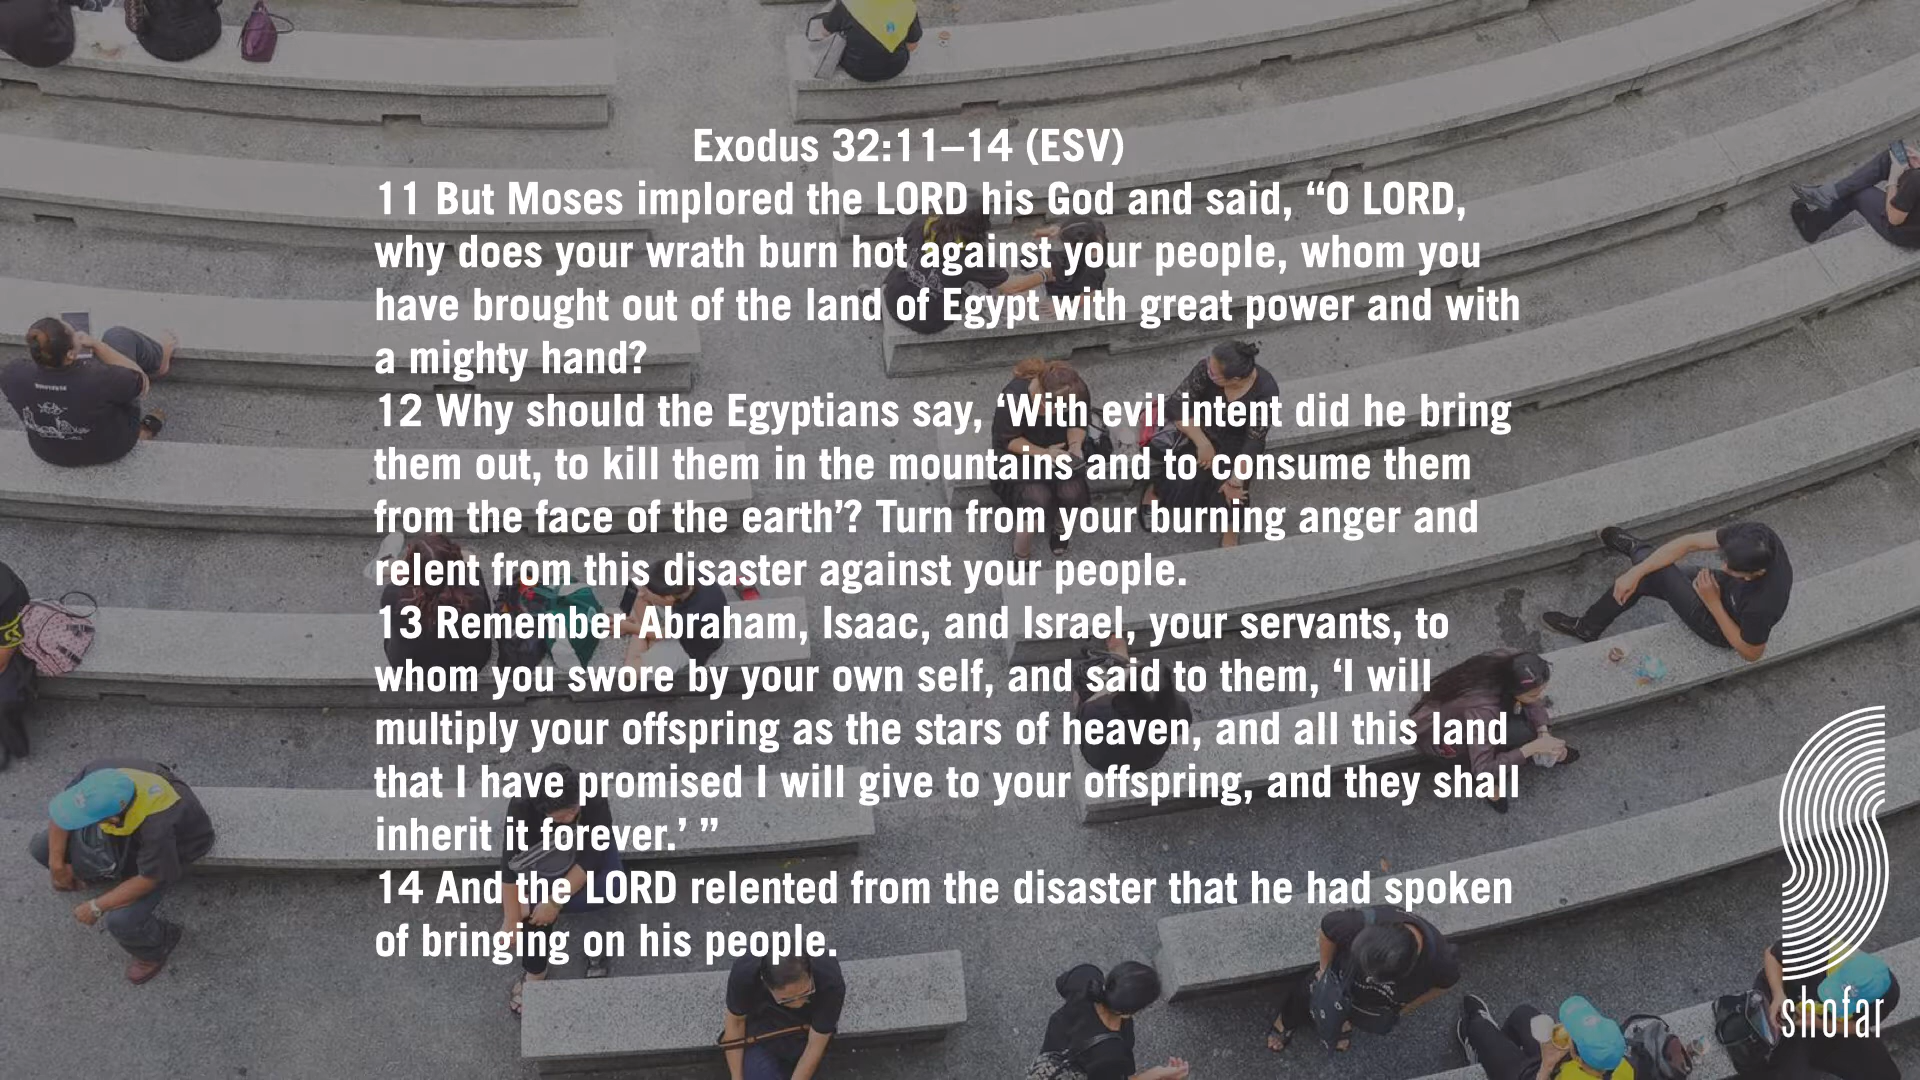 Exodus 32:11–14 (ESV)
11 But Moses implored the LORD his God and said, “O LORD,
why does your wrath burn hot against your people, whom you
have brought out of the land of Egypt with great power and with
a mighty hand?
12 Why should the Egyptians say, ‘With evil intent did he bring
them out, to kill them in the mountains and to consume them
from the face of the earth’? Turn from your burning anger and
relent from this disaster against your people.
13 Remember Abraham, Isaac, and Israel, your servants, to
whom you swore by your own self, and said to them, ‘I will
multiply your offspring as the stars of heaven, and all this land
that I have promised I will give to your offspring, and they shall
inherit it forever.’ ”
14 And the LORD relented from the disaster that he had spoken
of bringing on his people.
shofar